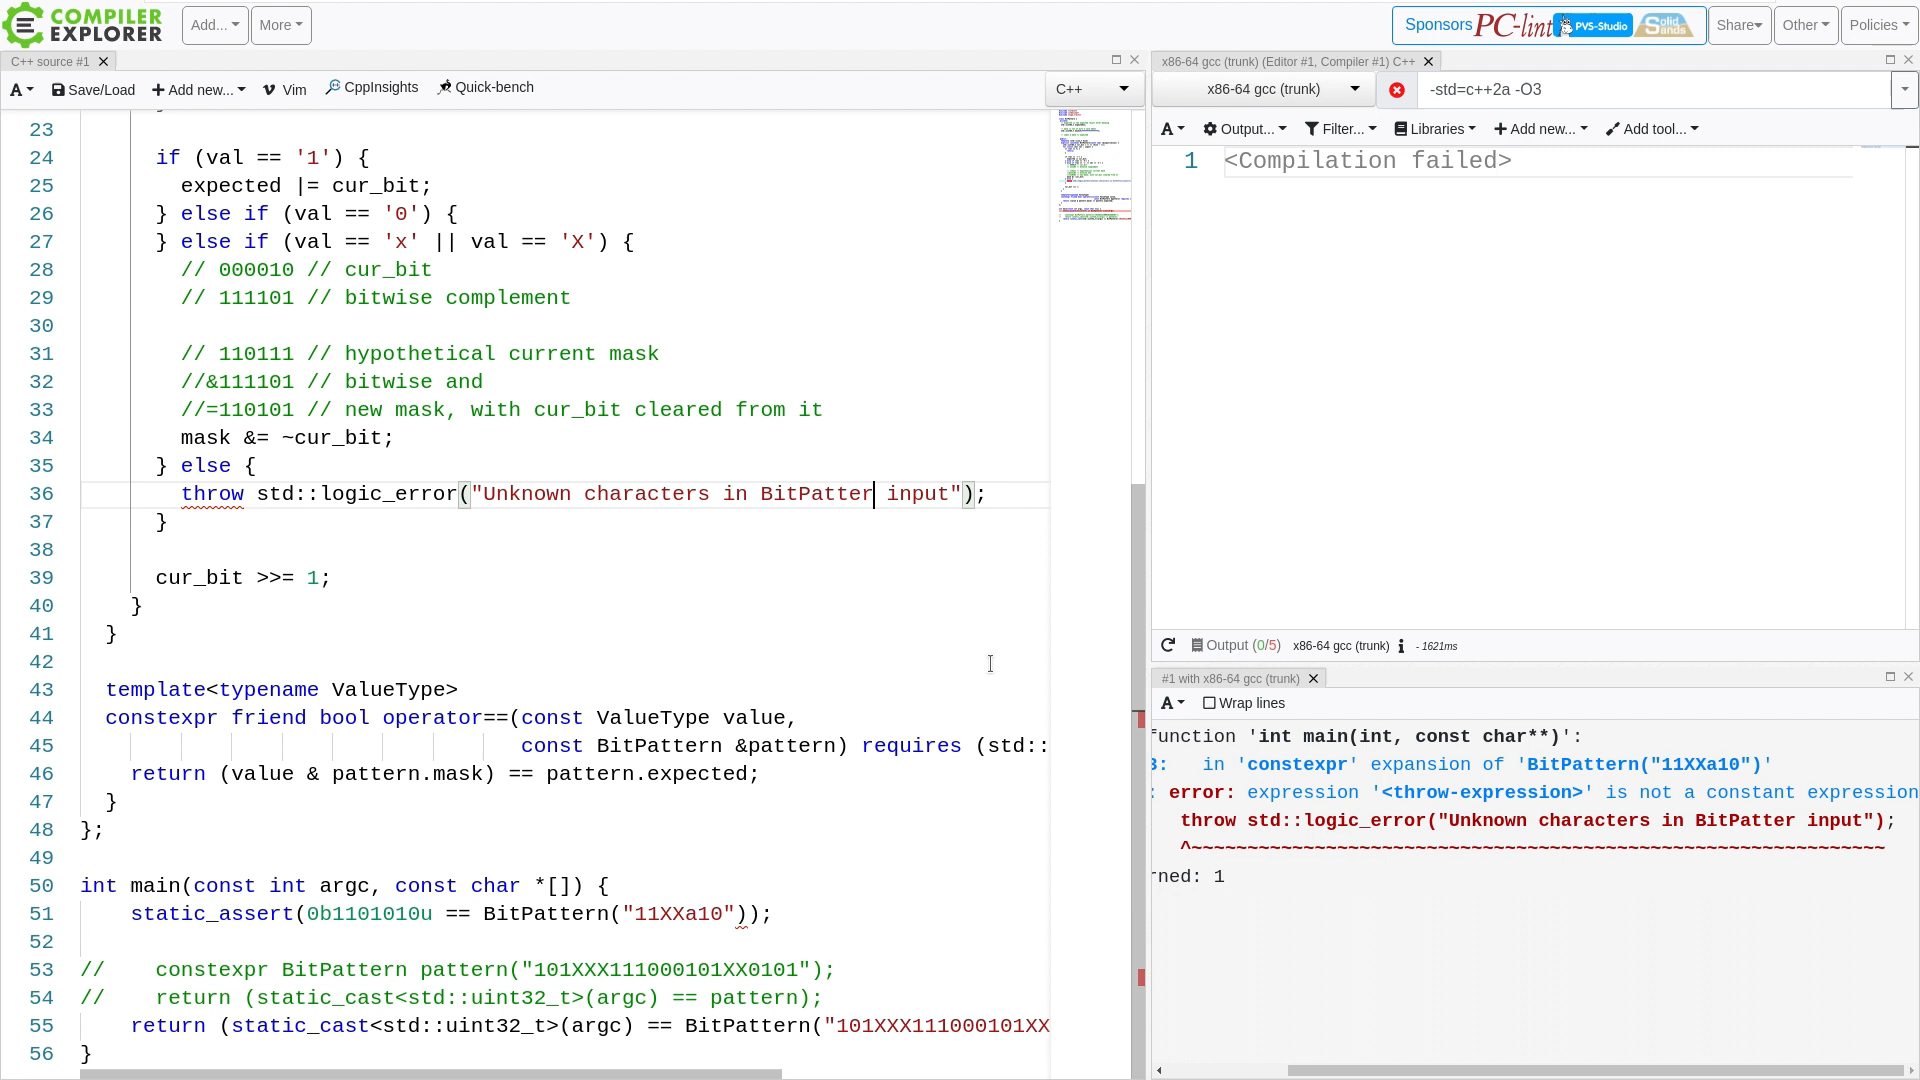 COMPILER
EXPLORER
Add...
More
Sponsors PC-lint PVS-Studio Solid Sands
Share
Other
Policies
C++ source #1
A
Save/Load
Add new...
Vim
CppInsights
Quick-bench
C++
23
24 if (val == '1') {
25 expected |= cur_bit;
26 } else if (val == '0') {
27 } else if (val == 'x' || val == 'X') {
28 // 000010 // cur_bit
29 // 111101 // bitwise complement
30
31 // 110111 // hypothetical current mask
32 //&111101 // bitwise and
33 //=110101 // new mask, with cur_bit cleared from it
34 mask &= ~cur_bit;
35 } else {
36 throw std::logic_error("Unknown characters in BitPatter input");
37 }
38
39 cur_bit >>= 1;
40 }
41 }
42
43 template<typename ValueType>
44 constexpr friend bool operator==(const ValueType value,
45 const BitPattern &pattern) requires (std::
46 return (value & pattern.mask) == pattern.expected;
47 }
48 };
49
50 int main(const int argc, const char *[]) {
51 static_assert(0b1101010u == BitPattern("11XXa10"));
52
53 // constexpr BitPattern pattern("101XXX111000101XX0101");
54 // return (static_cast<std::uint32_t>(argc) == pattern);
55 return (static_cast<std::uint32_t>(argc) == BitPattern("101XXX111000101XX
56 }
x86-64 gcc (trunk) (Editor #1, Compiler #1) C++
x86-64 gcc (trunk)
-std=c++2a -O3
A
Output...
Filter...
Libraries
Add new...
Add tool...
1 <Compilation failed>
Output (0/5) x86-64 gcc (trunk) - 1621ms
#1 with x86-64 gcc (trunk)
A
Wrap lines
function 'int main(int, const char**)':
3: in 'constexpr' expansion of 'BitPattern("11XXa10")'
: error: expression '<throw-expression>' is not a constant expression
throw std::logic_error("Unknown characters in BitPatter input");
^~~~~~~~~~~~~~~~~~~~~~~~~~~~~~~~~~~~~~~~~~~~~~~~~~~~~~~~~~~~~~~
rned: 1